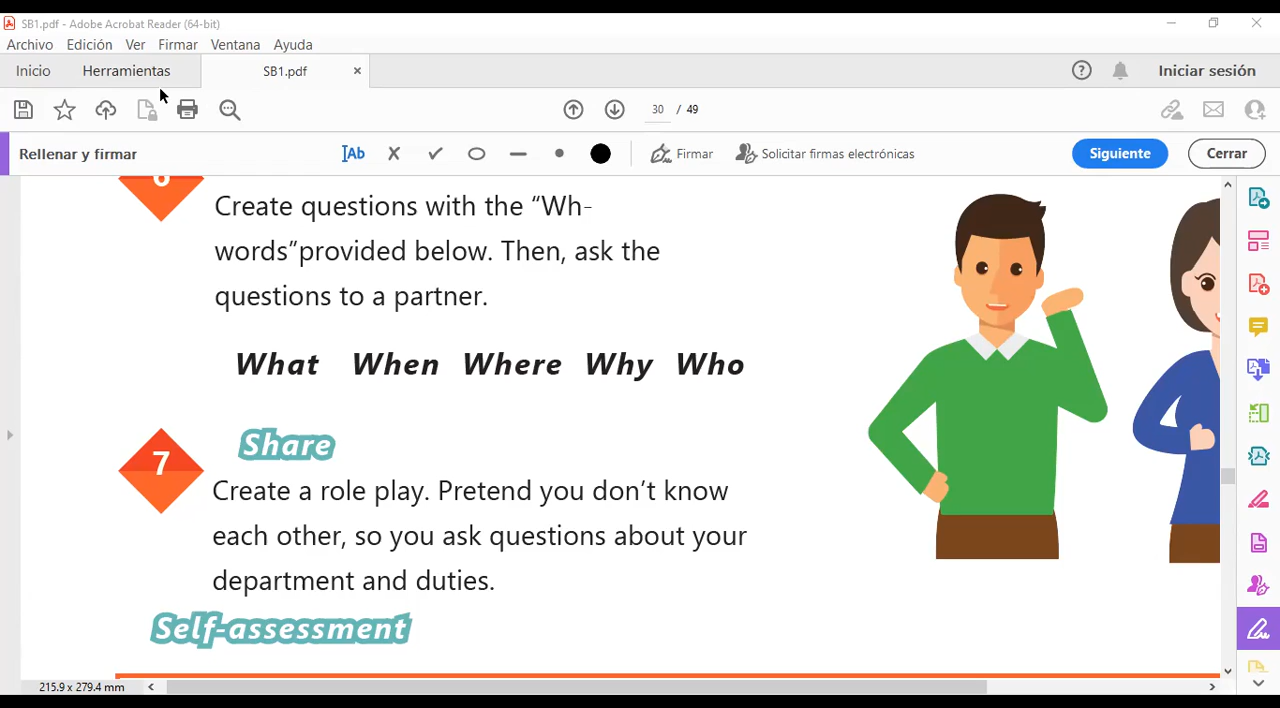 SB1.pdf - Adobe Acrobat Reader (64-bit)
Archivo Edición Ver Firmar Ventana Ayuda
Inicio Herramientas SB1.pdf × ? Iniciar sesión
30 / 49
Rellenar y firmar Ab Firmar Solicitar firmas electrónicas Siguiente Cerrar
6
Create questions with the “Wh-
words”provided below. Then, ask the
questions to a partner.
What When Where Why Who
Share
7
Create a role play. Pretend you don’t know
each other, so you ask questions about your
department and duties.
Self-assessment
215.9 x 279.4 mm